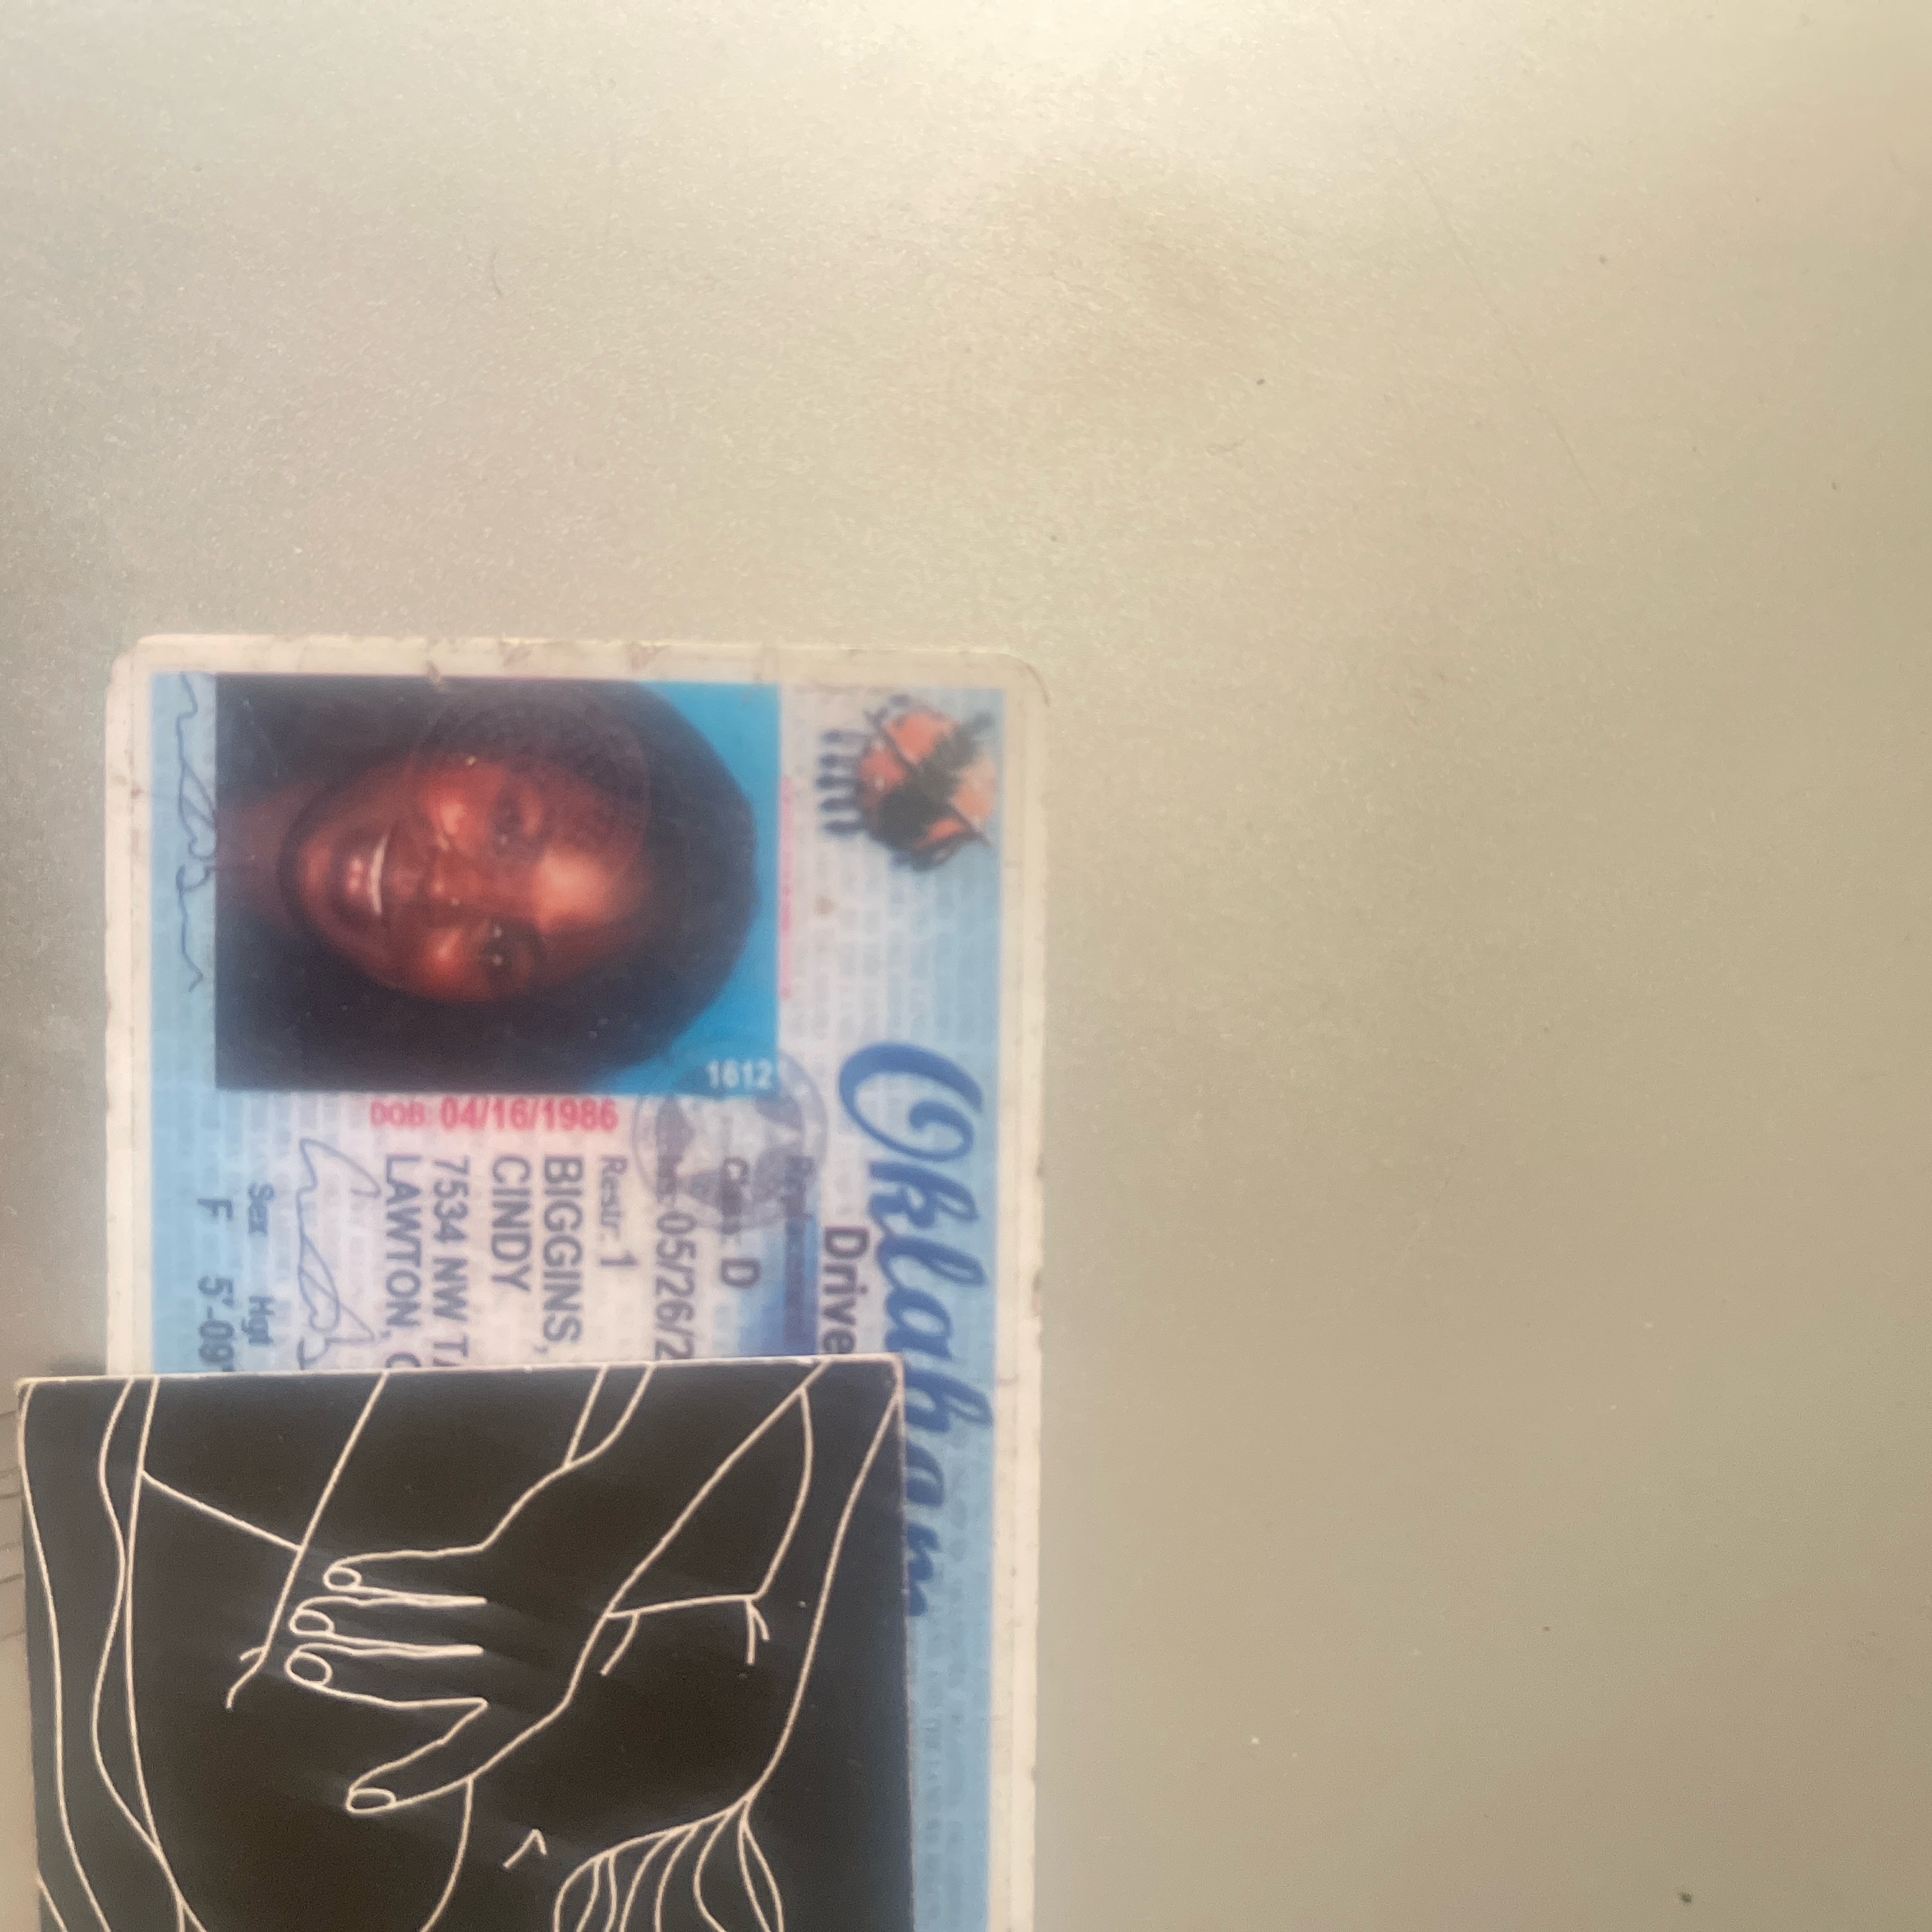 Oklahom
Drive
Class: D
05/26/2
Restr: 1
BIGGINS,
CINDY
7534 NW TA
LAWTON, O
Sex Hgt
F 5'-09"
DOB: 04/16/1986
1612